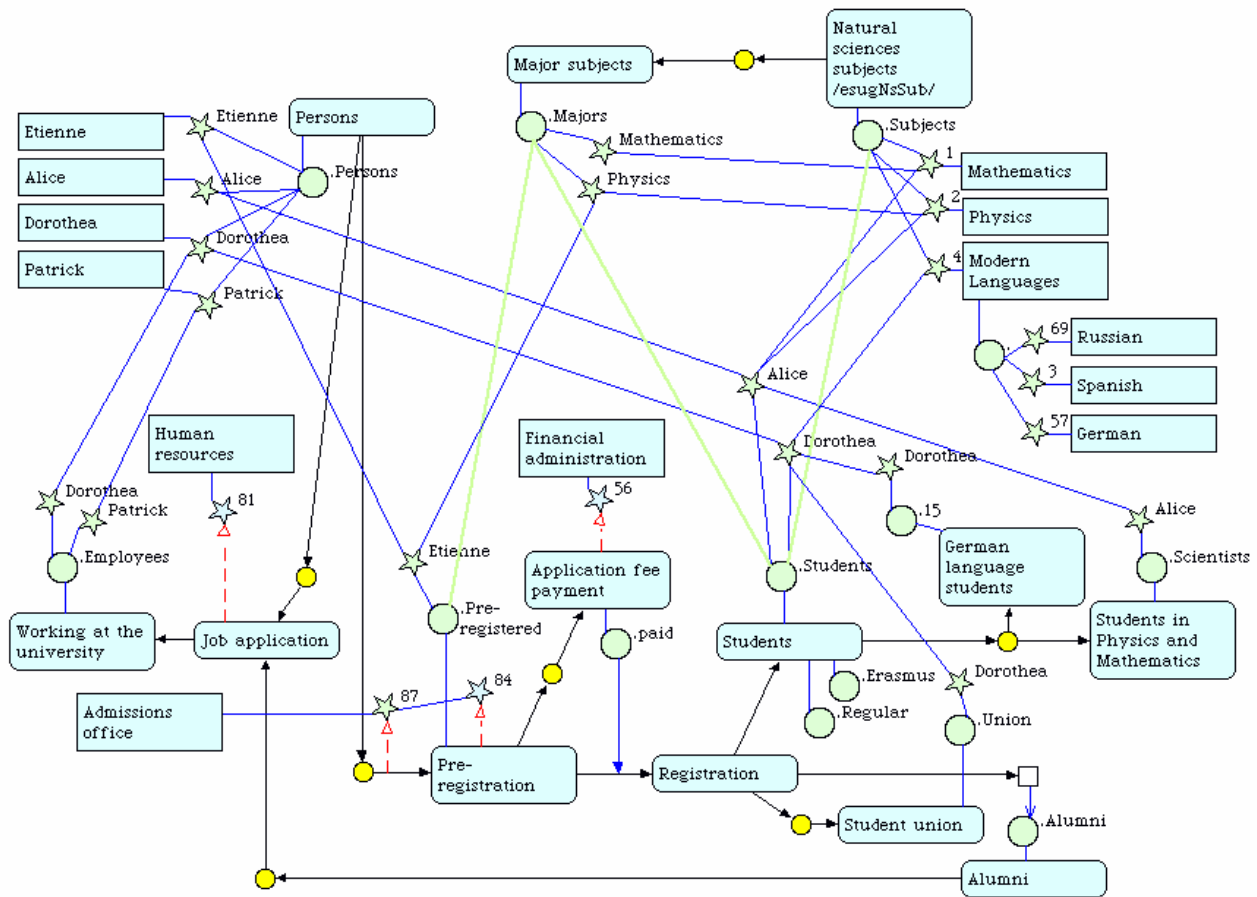 Natural
sciences
subjects
/esugNsSub/
Major subjects
Persons
Etienne
Etienne
.Majors
.Subjects
Mathematics
1
Mathematics
Alice
Alice
.Persons
Physics
2
Physics
Dorothea
Dorothea
Patrick
Patrick
4
Modern
Languages
69
Russian
.
3
Spanish
Alice
57
German
Human
resources
Financial
administration
Dorothea
Dorothea
Dorothea
Patrick
81
56
.15
Alice
.Employees
Etienne
Application fee
payment
.Students
German
language
students
.Scientists
Working at the
university
Job application
.Pre-
registered
.paid
Students
Students in
Physics and
Mathematics
.Erasmus
Dorothea
.Regular
.Union
Admissions
office
87
84
Pre-
registration
Registration
Student union
.Alumni
Alumni